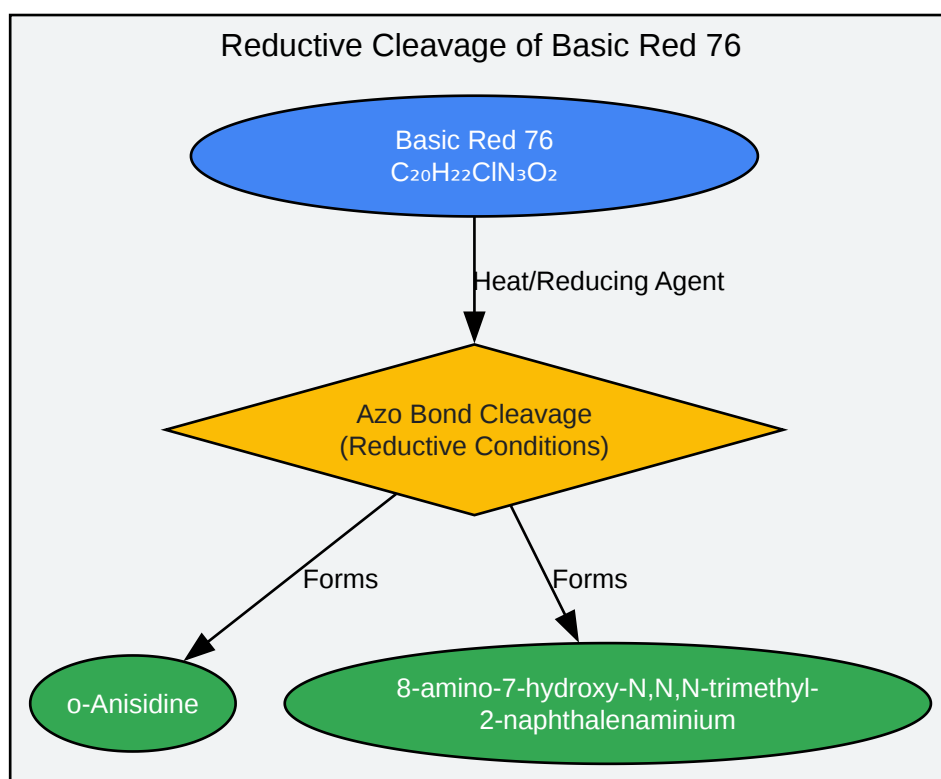 Reductive Cleavage of Basic Red 76
Basic Red 76
C₂₀H₂₂ClN₃O₂
Heat/Reducing Agent
Azo Bond Cleavage
(Reductive Conditions)
Forms
Forms
o-Anisidine
8-amino-7-hydroxy-N,N,N-trimethyl-
2-naphthalenaminium